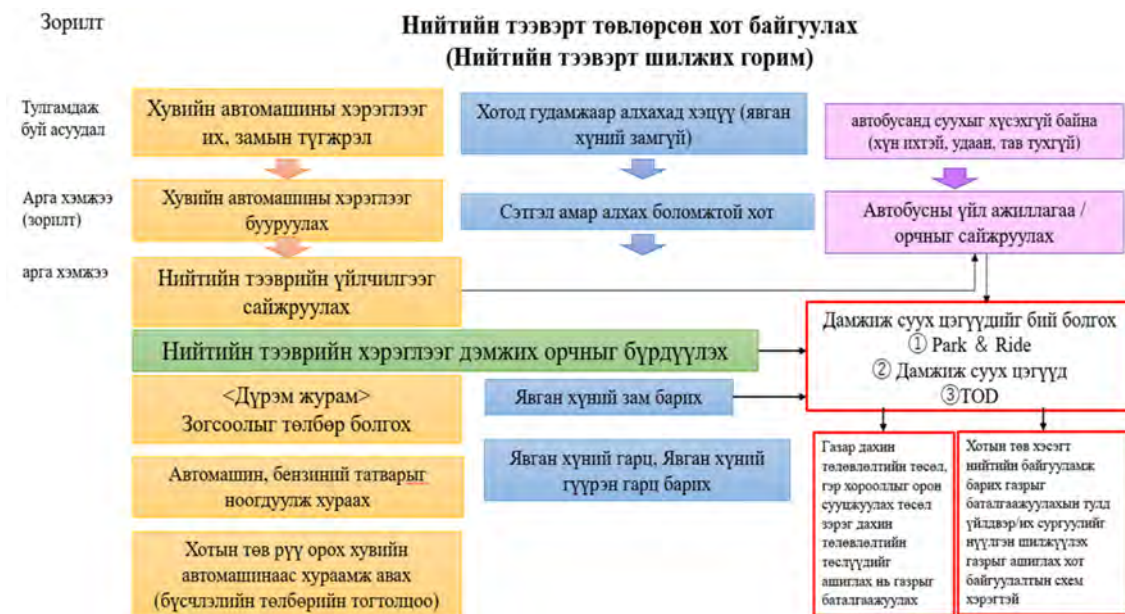 Зорилт
Нийтийн тээвэрт төвлөрсөн хот байгуулах
(Нийтийн тээвэрт шилжих горим)
Тулгамдаж
буй асуудал
Хувийн автомашины хэрэглээг
их, замын түгжрэл
Хотод гудамжаар алхахад хэцүү (явган
хүний замгүй)
автобусанд суухыг хүсэхгүй байна
(хүн ихтэй, удаан, тав тухгүй)
Арга хэмжээ
(зорилт)
Хувийн автомашины хэрэглээг
бууруулах
Сэтгэл амар алхах боломжтой хот
Автобусны үйл ажиллагаа /
орчныг сайжруулах
арга хэмжээ
Нийтийн тээврийн үйлчилгээг
сайжруулах
Нийтийн тээврийн хэрэглээг дэмжих орчныг бүрдүүлэх
Дамжиж суух цэгүүдийг бий болгох
① Park & Ride
② Дамжиж суух цэгүүд
③TOD
<Дүрэм журам>
Зогсоолыг төлбөр болгох
Явган хүний зам барих
Автомашин, бензиний татварыг
ноогдуулж хураах
Явган хүний гарц, Явган хүний
гүүрэн гарц барих
Хотын төв рүү орох хувийн
автомашинаас хураамж авах
(бүсчлэлийн төлбөрийн тогтолцоо)
Газар дахин
төлөвлөлтийн төсөл,
гэр хорооллыг орон
сууцжуулах төсөл
зэрэг дахин
төлөвлөлтийн
төслүүдийг
ашиглах нь газрыг
баталгаажуулах
Хотын төв хэсэгт
нийтийн байгууламж
барих газрыг
баталгаажуулахын тулд
үйлдвэр/их сургуулийг
нүүлгэн шилжүүлэх
газрыг ашиглах хот
байгуулалтын схем
хэрэгтэй